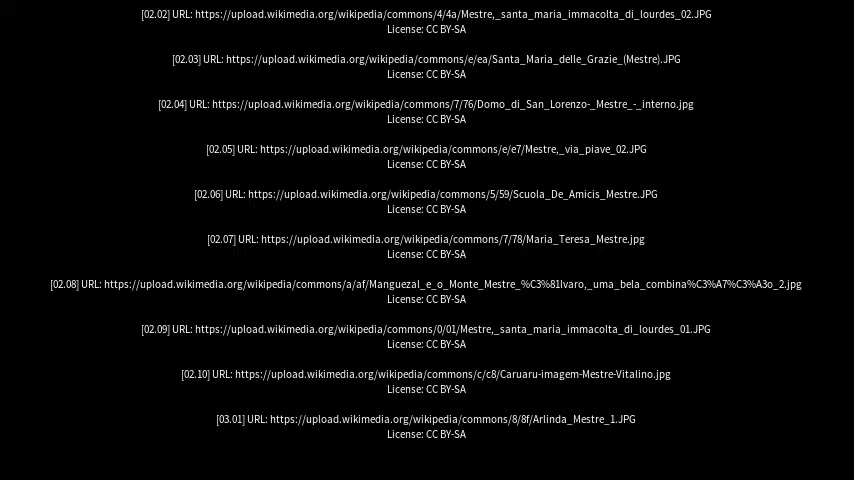 [02.02] URL: https://upload.wikimedia.org/wikipedia/commons/4/4a/Mestre,_santa_maria_immacolta_di_lourdes_02.JPG
License: CC BY-SA
[02.03] URL: https://upload.wikimedia.org/wikipedia/commons/e/ea/Santa_Maria_delle_Grazie_(Mestre).JPG
License: CC BY-SA
[02.04] URL: https://upload.wikimedia.org/wikipedia/commons/7/76/Domo_di_San_Lorenzo-_Mestre_-_interno.jpg
License: CC BY-SA
[02.05] URL: https://upload.wikimedia.org/wikipedia/commons/e/e7/Mestre,_via_piave_02.JPG
License: CC BY-SA
[02.06] URL: https://upload.wikimedia.org/wikipedia/commons/5/59/Scuola_De_Amicis_Mestre.JPG
License: CC BY-SA
[02.07] URL: https://upload.wikimedia.org/wikipedia/commons/7/78/Maria_Teresa_Mestre.jpg
License: CC BY-SA
[02.08] URL: https://upload.wikimedia.org/wikipedia/commons/a/af/Manguezal_e_o_Monte_Mestre_%C3%81lvaro,_uma_bela_combina%C3%A7%C3%A3o_2.jpg
License: CC BY-SA
[02.09] URL: https://upload.wikimedia.org/wikipedia/commons/0/01/Mestre,_santa_maria_immacolta_di_lourdes_01.JPG
License: CC BY-SA
[02.10] URL: https://upload.wikimedia.org/wikipedia/commons/c/c8/Caruaru-imagem-Mestre-Vitalino.jpg
License: CC BY-SA
[03.01] URL: https://upload.wikimedia.org/wikipedia/commons/8/8f/Arlinda_Mestre_1.JPG
License: CC BY-SA